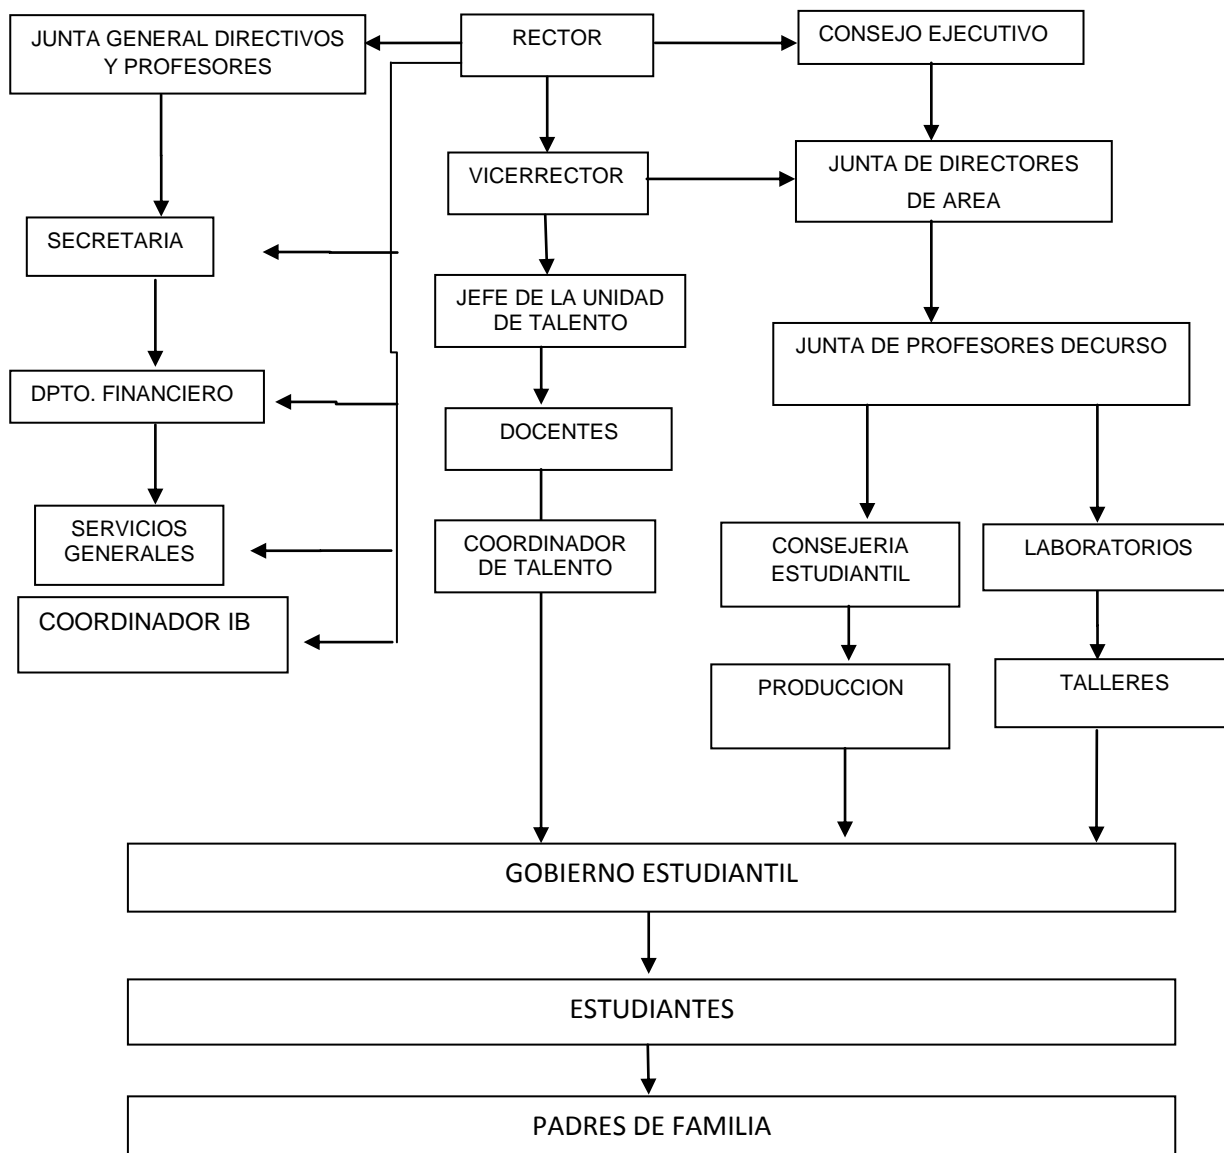 JUNTA GENERAL DIRECTIVOS
Y PROFESORES
RECTOR
CONSEJO EJECUTIVO
VICERRECTOR
JUNTA DE DIRECTORES
DE AREA
SECRETARIA
JEFE DE LA UNIDAD
DE TALENTO
JUNTA DE PROFESORES DECURSO
DPTO. FINANCIERO
DOCENTES
SERVICIOS
GENERALES
COORDINADOR
DE TALENTO
CONSEJERIA
ESTUDIANTIL
LABORATORIOS
COORDINADOR IB
PRODUCCION
TALLERES
GOBIERNO ESTUDIANTIL
ESTUDIANTES
PADRES DE FAMILIA